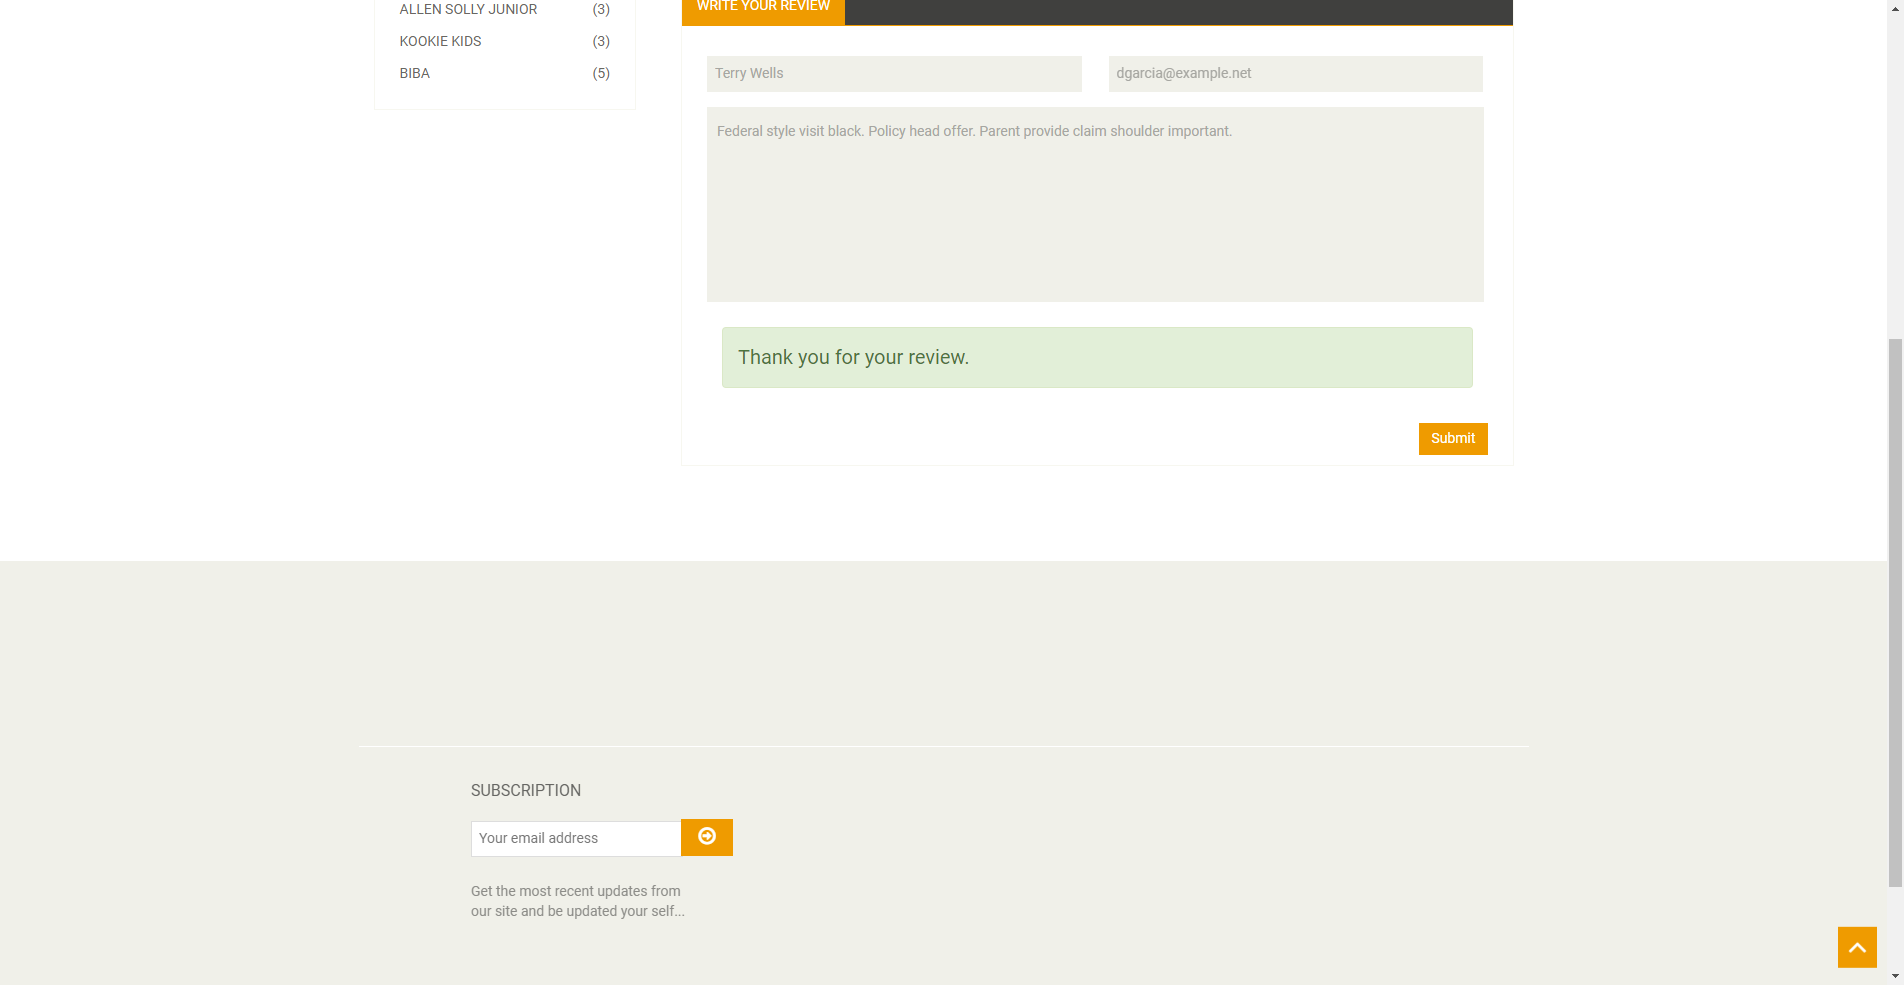 ALLEN SOLLY JUNIOR (3)
KOOKIE KIDS (3)
BIBA (5)
WRITE YOUR REVIEW
Terry Wells
dgarcia@example.net
Federal style visit black. Policy head offer. Parent provide claim shoulder important.
Thank you for your review.
Submit
SUBSCRIPTION
Your email address
Get the most recent updates from
our site and be updated your self...